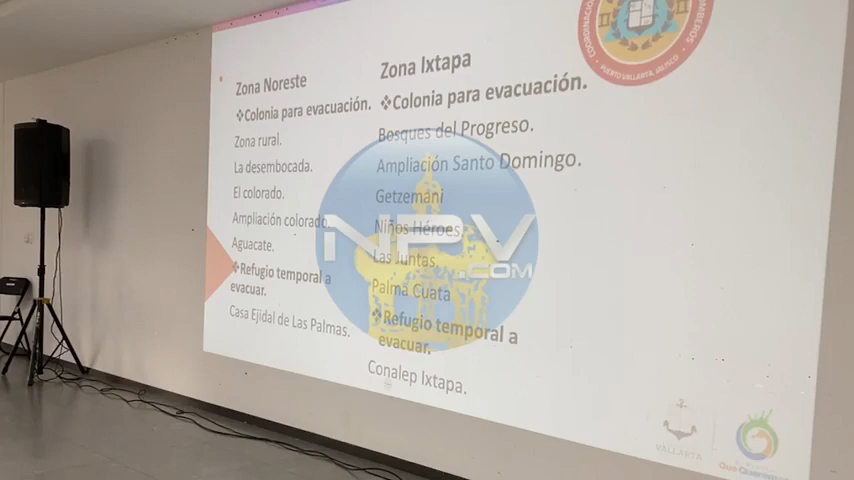 Zona Noreste
❖Colonia para evacuación.
Zona rural.
La desembocada.
El colorado.
Ampliación colorado.
Aguacate.
❖Refugio temporal a
evacuar.
Casa Ejidal de Las Palmas.
Zona Ixtapa
❖Colonia para evacuación.
Bosques del Progreso.
Ampliación Santo Domingo.
Getzemaní
Niños Héroes,
Las Juntas,
Palma Cuata
❖Refugio temporal a
evacuar.
Conalep Ixtapa.
NPV
.COM
PUERTO VALLARTA, JALISCO
VALLARTA
Que Queremos